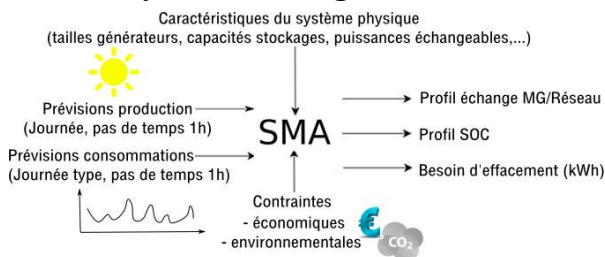 Caractéristiques du système physique
(tailles générateurs, capacités stockages, puissances échangeables,...)
Prévisions production
(Journée, pas de temps 1h)
Prévisions consommations
(Journée type, pas de temps 1h)
SMA
Profil échange MG/Réseau
Profil SOC
Besoin d'effacement (kWh)
Contraintes
- économiques
- environnementales
€
CO2